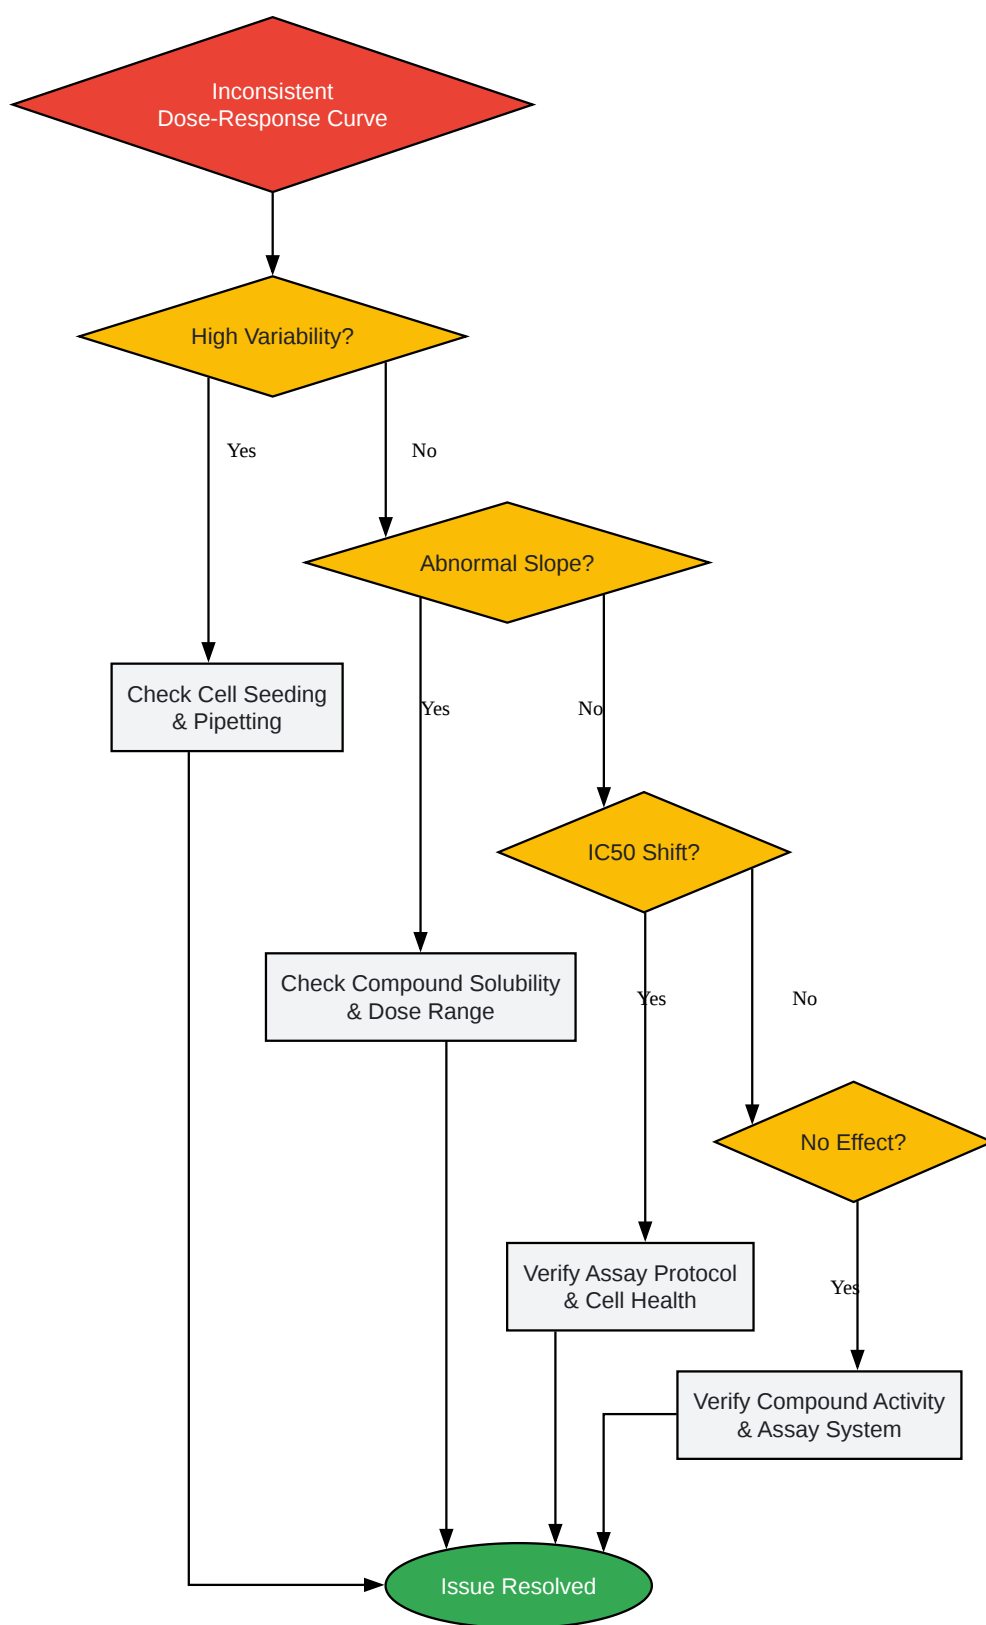 Inconsistent
Dose-Response Curve
High Variability?
Yes
No
Abnormal Slope?
Check Cell Seeding
& Pipetting
Yes
No
IC50 Shift?
Check Compound Solubility
& Dose Range
Yes
No
No Effect?
Verify Assay Protocol
& Cell Health
Yes
Verify Compound Activity
& Assay System
Issue Resolved